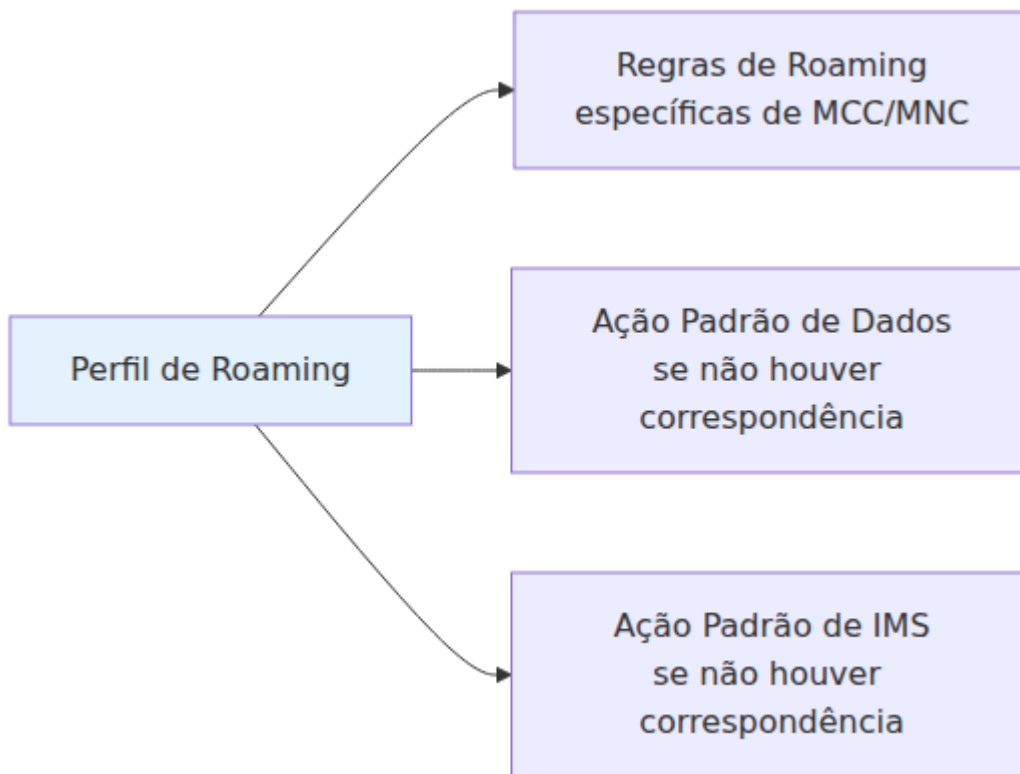 Regras de Roaming
específicas de MCC/MNC
Perfil de Roaming
Ação Padrão de Dados
se não houver
correspondência
Ação Padrão de IMS
se não houver
correspondência